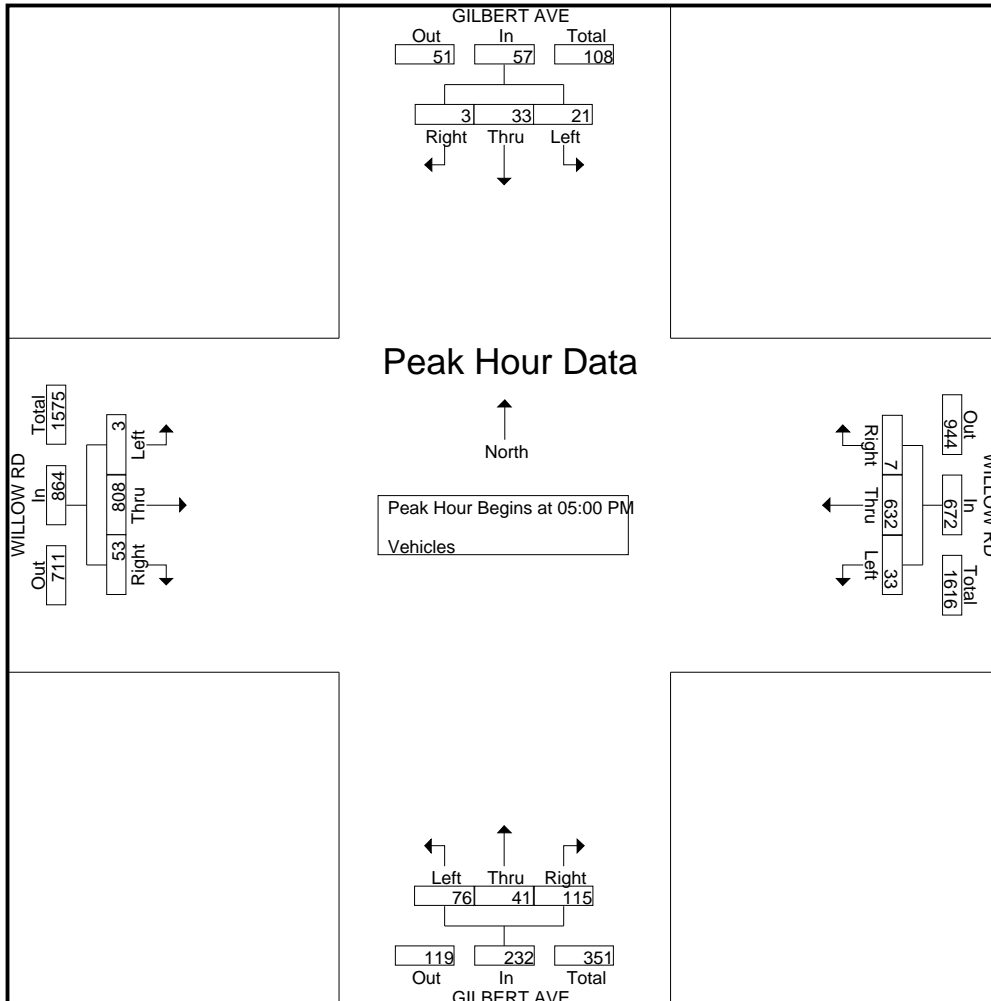 GILBERT AVE
Out In Total
51 57 108
3 33 21
Right Thru Left
Peak Hour Data
North
Peak Hour Begins at 05:00 PM
Vehicles
WILLOW RD
Total In Out
1575 864 711
3 808 53
Left Thru Right
WILLOW RD
Out In Total
944 672 1616
7 632 33
Right Thru Left
Left Thru Right
76 41 115
119 232 351
Out In Total
GILBERT AVE